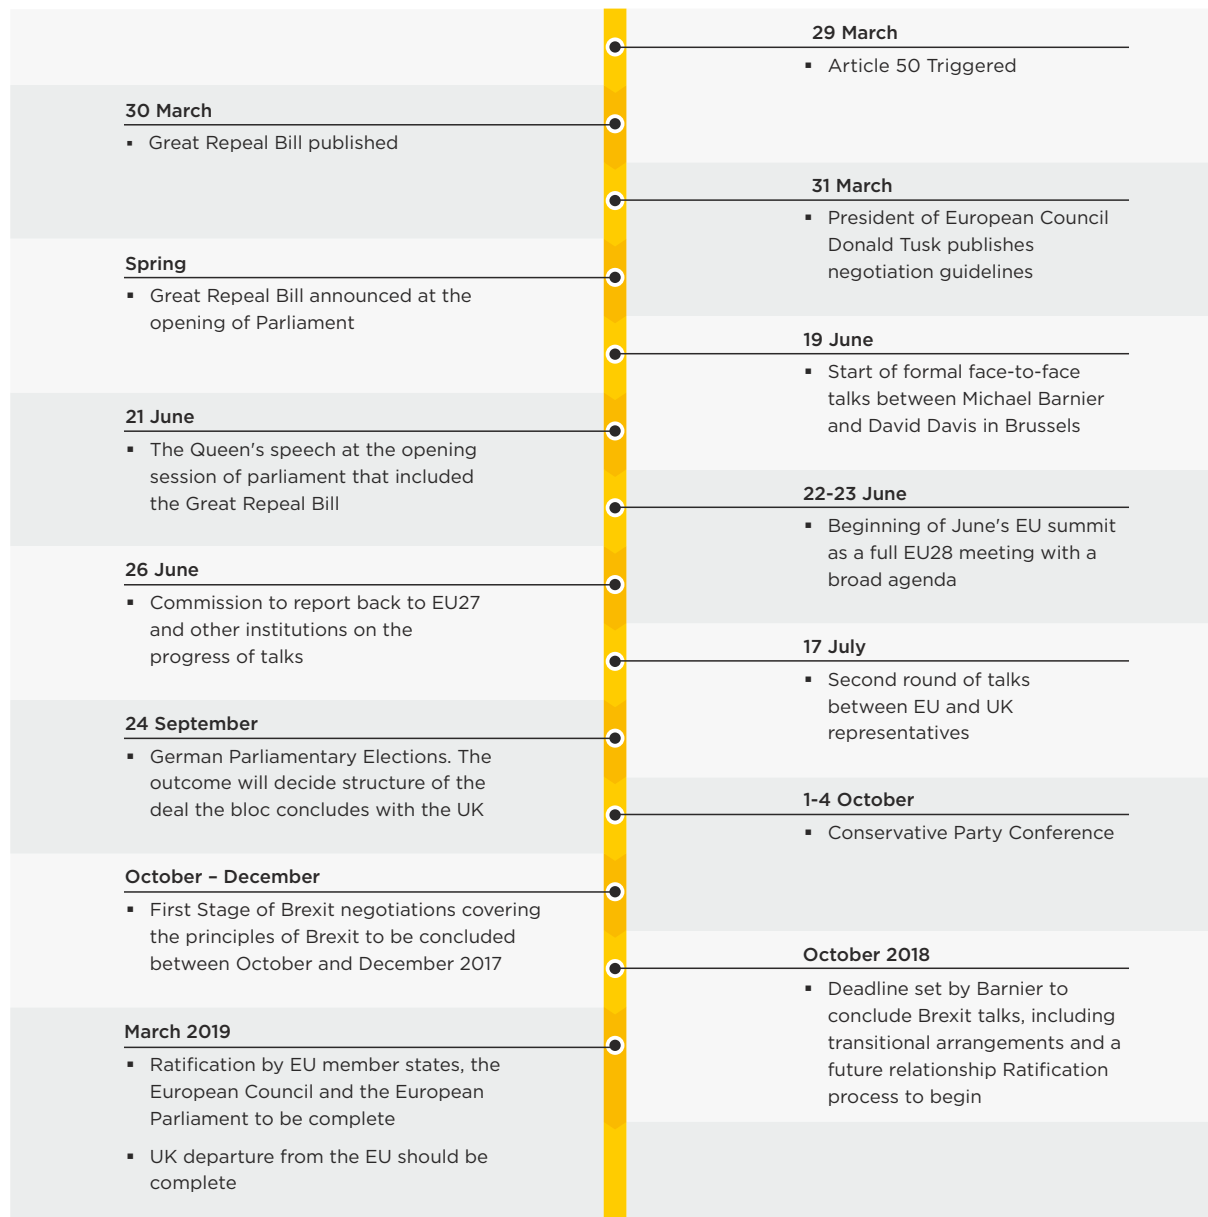 29 March
▪ Article 50 Triggered
30 March
▪ Great Repeal Bill published
31 March
▪ President of European Council
Donald Tusk publishes
negotiation guidelines
Spring
▪ Great Repeal Bill announced at the
opening of Parliament
19 June
▪ Start of formal face-to-face
talks between Michael Barnier
and David Davis in Brussels
21 June
▪ The Queen's speech at the opening
session of parliament that included
the Great Repeal Bill
22-23 June
▪ Beginning of June's EU summit
as a full EU28 meeting with a
broad agenda
26 June
▪ Commission to report back to EU27
and other institutions on the
progress of talks
17 July
▪ Second round of talks
between EU and UK
representatives
24 September
▪ German Parliamentary Elections. The
outcome will decide structure of the
deal the bloc concludes with the UK
1-4 October
▪ Conservative Party Conference
October – December
▪ First Stage of Brexit negotiations covering
the principles of Brexit to be concluded
between October and December 2017
October 2018
▪ Deadline set by Barnier to
conclude Brexit talks, including
transitional arrangements and a
future relationship Ratification
process to begin
March 2019
▪ Ratification by EU member states, the
European Council and the European
Parliament to be complete
▪ UK departure from the EU should be
complete